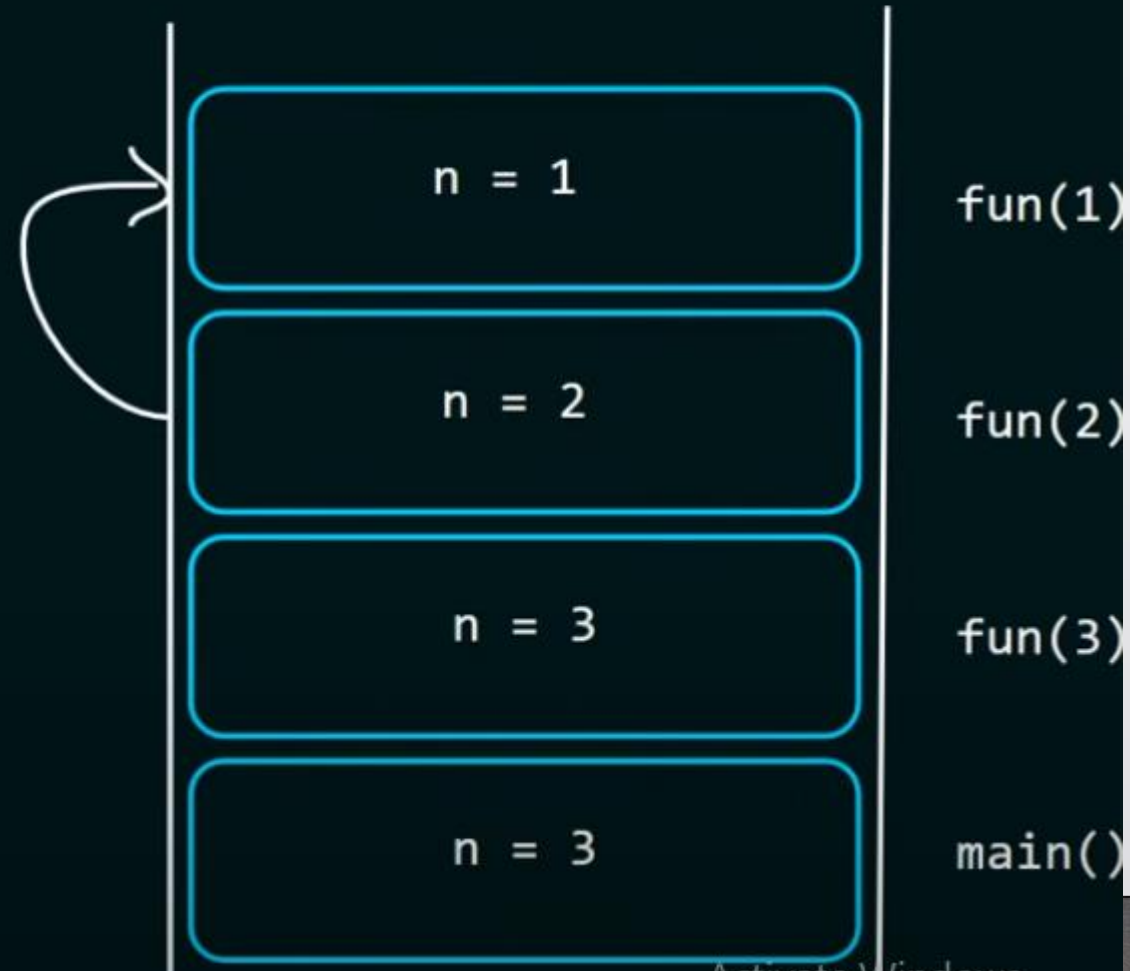 n = 1
fun(1)
n = 2
fun(2)
n = 3
fun(3)
n = 3
main()